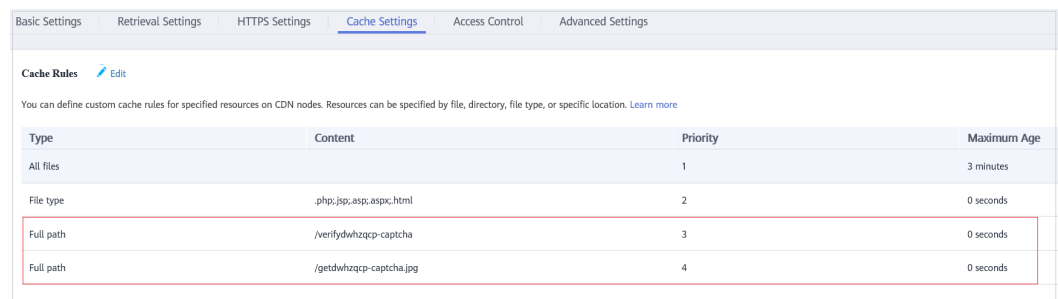 Basic Settings Retrieval Settings HTTPS Settings Cache Settings Access Control Advanced Settings
Cache Rules Edit
You can define custom cache rules for specified resources on CDN nodes. Resources can be specified by file, directory, file type, or specific location. Learn more
Type Content Priority Maximum Age
All files 1 3 minutes
File type .php;.jsp;.asp;.aspx;.html 2 0 seconds
Full path /verifydwhzqcp-captcha 3 0 seconds
Full path /getdwhzqcp-captcha.jpg 4 0 seconds